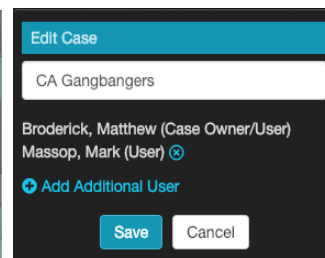 Edit Case
CA Gangbangers
Broderick, Matthew (Case Owner/User)
Massop, Mark (User)
Add Additional User
Save Cancel